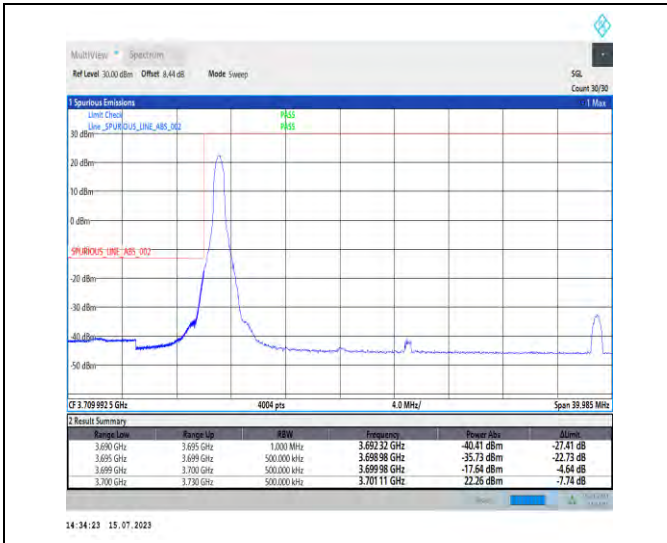 MultiView Spectrum
Ref Level 30.00 dBm Offset 8.44 dB Mode Sweep SGL
Count 30/30
1 Spurious Emissions 1 Max
Limit Check PASS
Line _SPURIOUS_LINE_ABS_002 PASS
30 dBm
20 dBm
10 dBm
0 dBm
SPURIOUS_LINE_ABS_002
-20 dBm
-30 dBm
-40 dBm
-50 dBm
CF 3.709 992 5 GHz 4004 pts 4.0 MHz/ Span 39.985 MHz
2 Result Summary
Range Low Range Up RBW Frequency Power Abs ΔLimit
3.690 GHz 3.695 GHz 1.000 MHz 3.692 32 GHz -40.41 dBm -27.41 dB
3.695 GHz 3.699 GHz 500.000 kHz 3.698 98 GHz -35.73 dBm -22.73 dB
3.699 GHz 3.700 GHz 500.000 kHz 3.699 98 GHz -17.64 dBm -4.64 dB
3.700 GHz 3.730 GHz 500.000 kHz 3.701 11 GHz 22.26 dBm -7.74 dB
14:34:23 15.07.2023